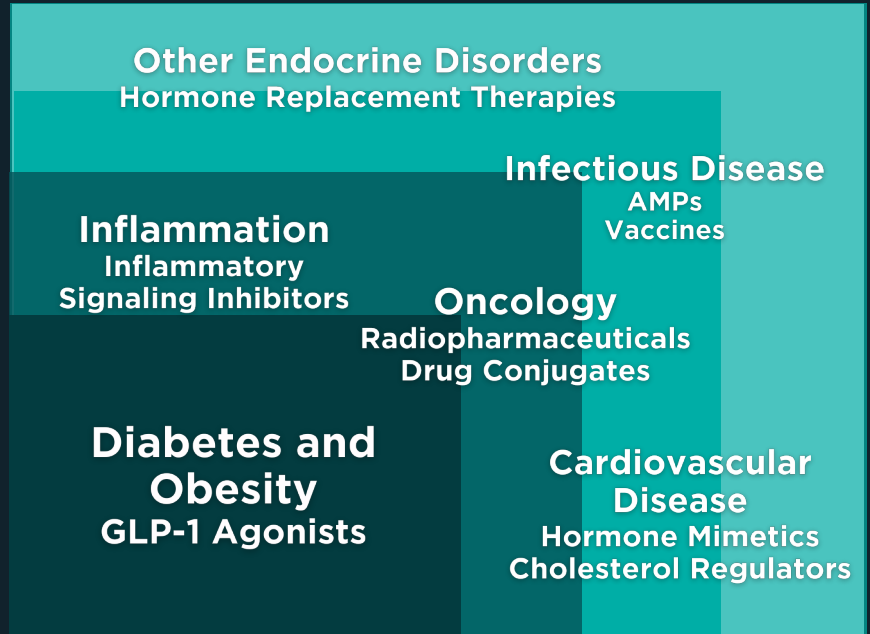 Other Endocrine Disorders
Hormone Replacement Therapies
Infectious Disease
AMPs
Vaccines
Inflammation
Inflammatory
Signaling Inhibitors
Oncology
Radiopharmaceuticals
Drug Conjugates
Diabetes and
Obesity
GLP-1 Agonists
Cardiovascular
Disease
Hormone Mimetics
Cholesterol Regulators